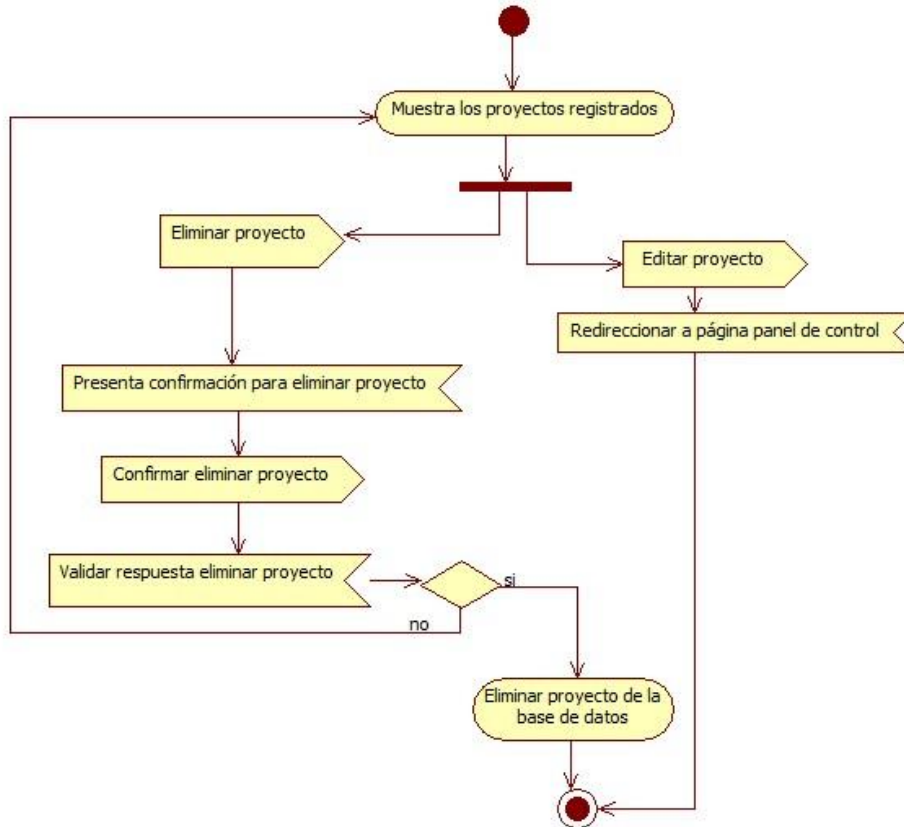 Muestra los proyectos registrados
Eliminar proyecto
Editar proyecto
Redireccionar a página panel de control
Presenta confirmación para eliminar proyecto
Confirmar eliminar proyecto
Validar respuesta eliminar proyecto
si
no
Eliminar proyecto de la
base de datos